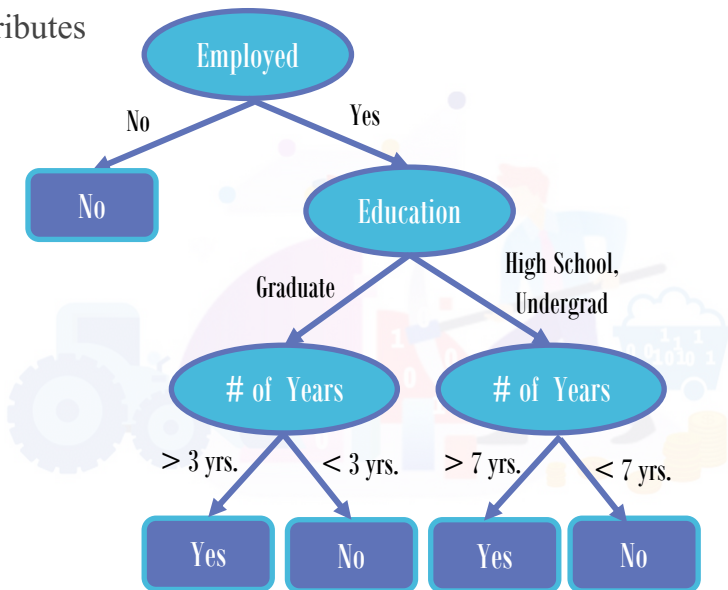 ributes
Employed
No
Yes
No
Education
Graduate
High School,
Undergrad
# of Years
# of Years
> 3 yrs.
< 3 yrs.
> 7 yrs.
< 7 yrs.
Yes
No
Yes
No